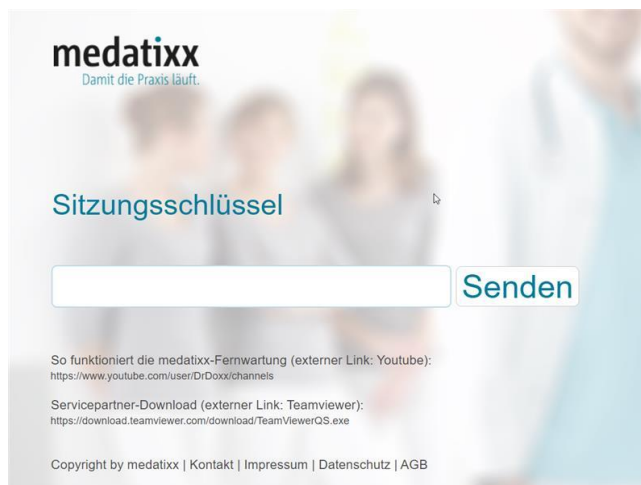 medatixx
Damit die Praxis läuft.
Sitzungsschlüssel
Senden
So funktioniert die medatixx-Fernwartung (externer Link: Youtube):
https://www.youtube.com/user/DrDoxx/channels
Servicepartner-Download (externer Link: Teamviewer):
https://download.teamviewer.com/download/TeamViewerQS.exe
Copyright by medatixx | Kontakt | Impressum | Datenschutz | AGB